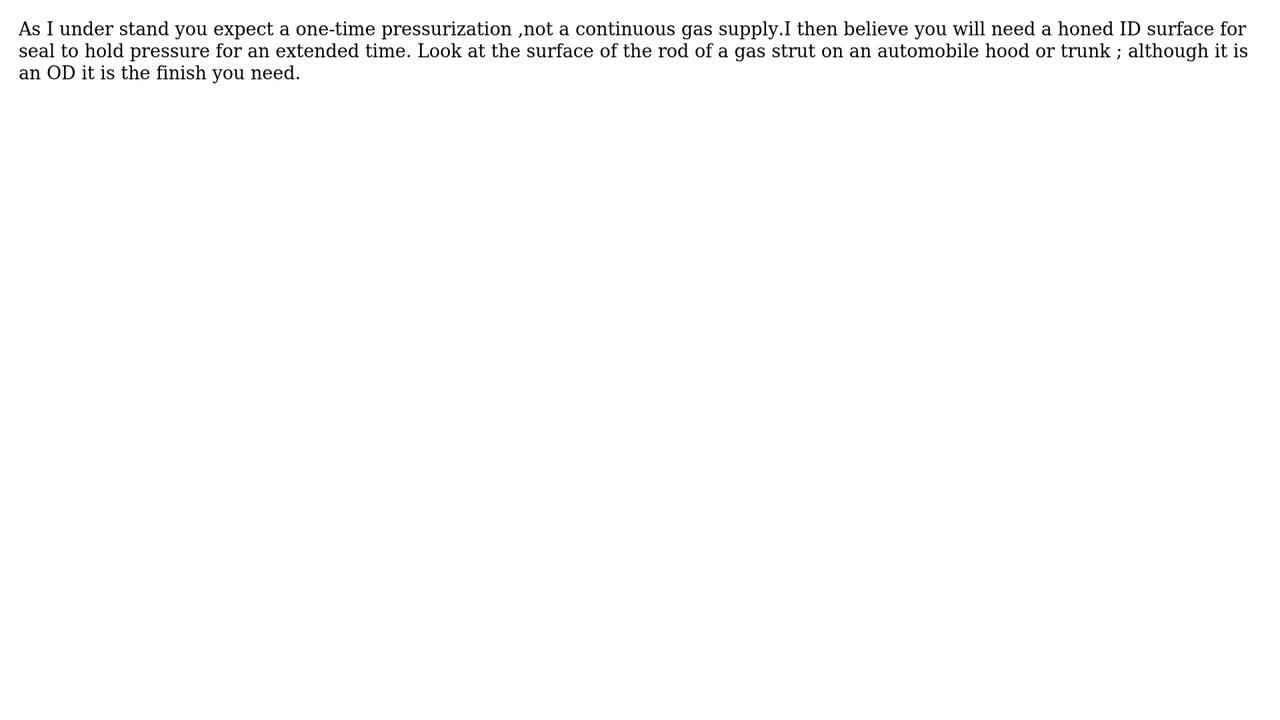 As I under stand you expect a one-time pressurization ,not a continuous gas supply.I then believe you will need a honed ID surface for
seal to hold pressure for an extended time. Look at the surface of the rod of a gas strut on an automobile hood or trunk ; although it is
an OD it is the finish you need.